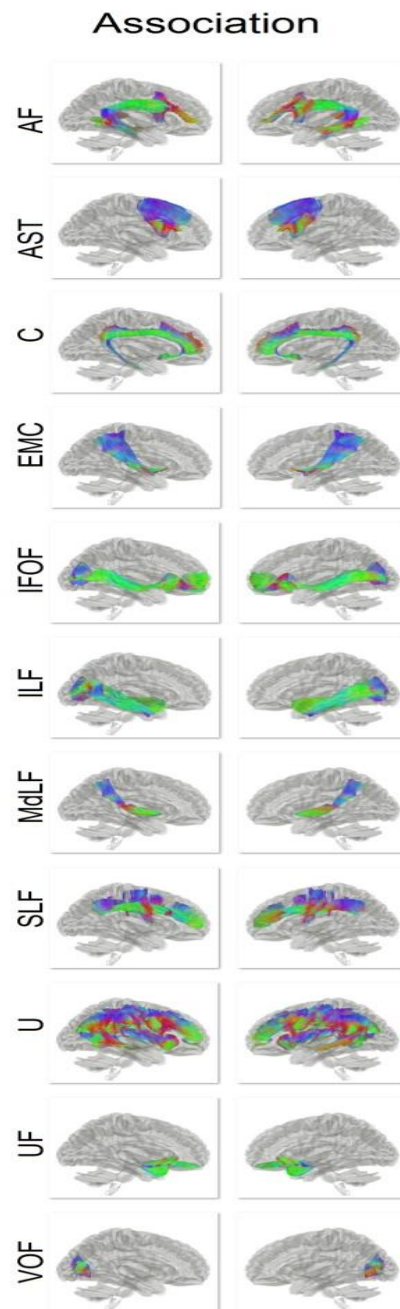 Association
AF
AST
C
EMC
IFOF
ILF
MdLF
SLF
U
UF
VOF